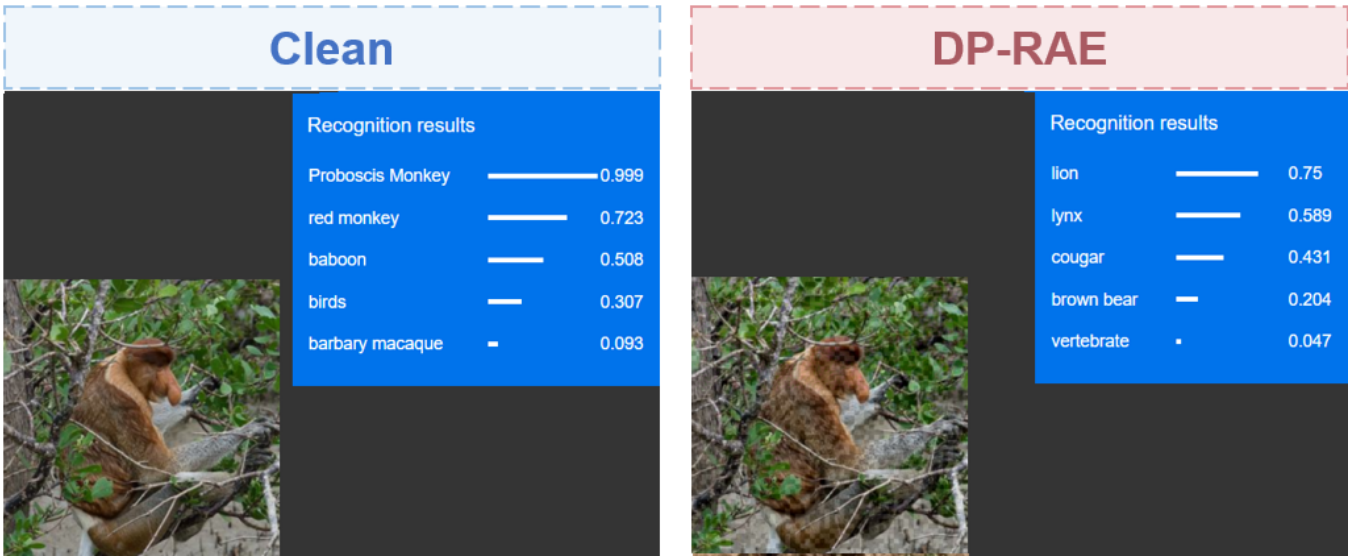 Clean
Recognition results
Proboscis Monkey 0.999
red monkey 0.723
baboon 0.508
birds 0.307
barbary macaque 0.093
DP-RAE
Recognition results
lion 0.75
lynx 0.589
cougar 0.431
brown bear 0.204
vertebrate 0.047